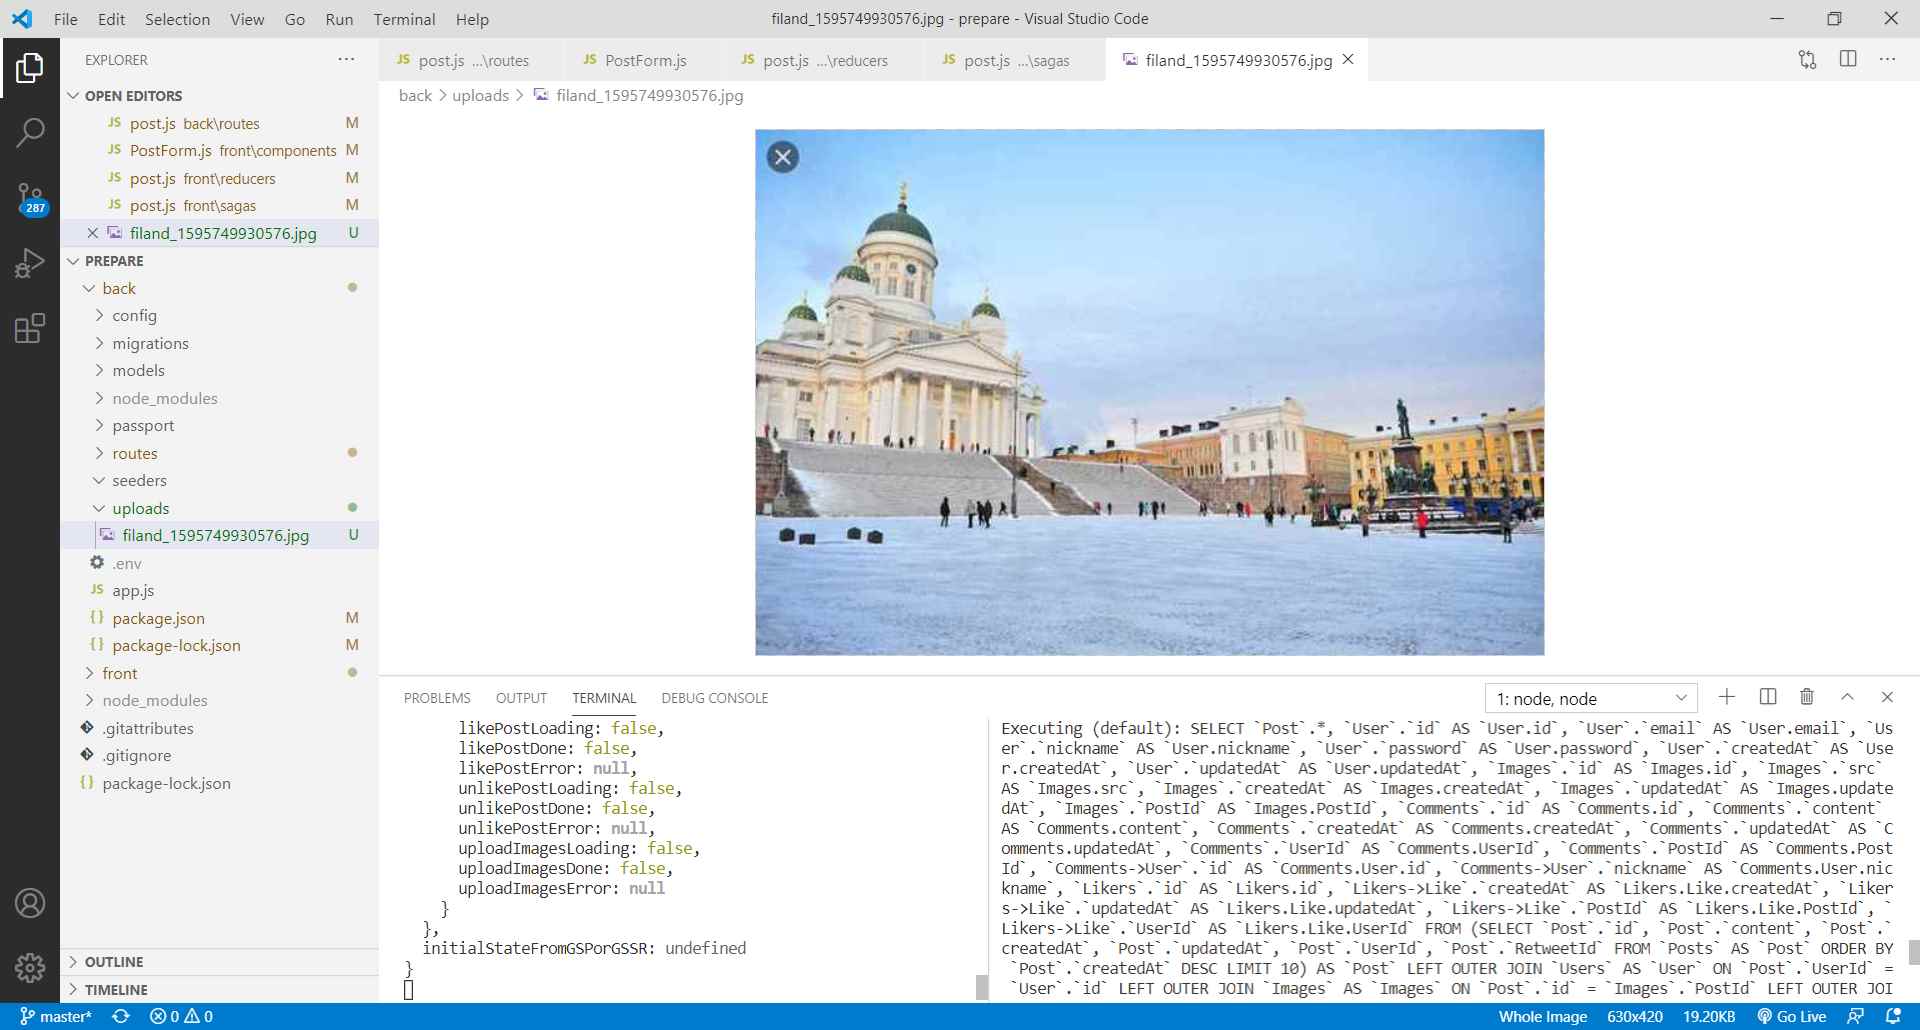 File Edit Selection View Go Run Terminal Help
filand_1595749930576.jpg - prepare - Visual Studio Code
EXPLORER
OPEN EDITORS
JS post.js back\routes M
JS PostForm.js front\components M
JS post.js front\reducers M
JS post.js front\sagas M
filand_1595749930576.jpg U
PREPARE
back
config
migrations
models
node_modules
passport
routes
seeders
uploads
filand_1595749930576.jpg U
.env
JS app.js
{} package.json M
{} package-lock.json M
front
node_modules
.gitattributes
.gitignore
{} package-lock.json
OUTLINE
TIMELINE
287
JS post.js ...\routes
JS PostForm.js
JS post.js ...\reducers
JS post.js ...\sagas
filand_1595749930576.jpg
back > uploads > filand_1595749930576.jpg
PROBLEMS OUTPUT TERMINAL DEBUG CONSOLE
1: node, node
likePostLoading: false,
likePostDone: false,
likePostError: null,
unlikePostLoading: false,
unlikePostDone: false,
unlikePostError: null,
uploadImagesLoading: false,
uploadImagesDone: false,
uploadImagesError: null
}
},
initialStateFromGSPorGSSR: undefined
}
Executing (default): SELECT `Post`.*, `User`.`id` AS `User.id`, `User`.`email` AS `User.email`, `Us
er`.`nickname` AS `User.nickname`, `User`.`password` AS `User.password`, `User`.`createdAt` AS `Use
r.createdAt`, `User`.`updatedAt` AS `User.updatedAt`, `Images`.`id` AS `Images.id`, `Images`.`src`
AS `Images.src`, `Images`.`createdAt` AS `Images.createdAt`, `Images`.`updatedAt` AS `Images.update
dAt`, `Images`.`PostId` AS `Images.PostId`, `Comments`.`id` AS `Comments.id`, `Comments`.`content`
AS `Comments.content`, `Comments`.`createdAt` AS `Comments.createdAt`, `Comments`.`updatedAt` AS `C
omments.updatedAt`, `Comments`.`UserId` AS `Comments.UserId`, `Comments`.`PostId` AS `Comments.Post
Id`, `Comments->User`.`id` AS `Comments.User.id`, `Comments->User`.`nickname` AS `Comments.User.nic
kname`, `Likers`.`id` AS `Likers.id`, `Likers->Like`.`createdAt` AS `Likers.Like.createdAt`, `Liker
s->Like`.`updatedAt` AS `Likers.Like.updatedAt`, `Likers->Like`.`PostId` AS `Likers.Like.PostId`, `
Likers->Like`.`UserId` AS `Likers.Like.UserId` FROM (SELECT `Post`.`id`, `Post`.`content`, `Post`.`
createdAt`, `Post`.`updatedAt`, `Post`.`UserId`, `Post`.`RetweetId` FROM `Posts` AS `Post` ORDER BY
`Post`.`createdAt` DESC LIMIT 10) AS `Post` LEFT OUTER JOIN `Users` AS `User` ON `Post`.`UserId` =
`User`.`id` LEFT OUTER JOIN `Images` AS `Images` ON `Post`.`id` = `Images`.`PostId` LEFT OUTER JOI
master* 0 0
Whole Image 630x420 19.20KB Go Live